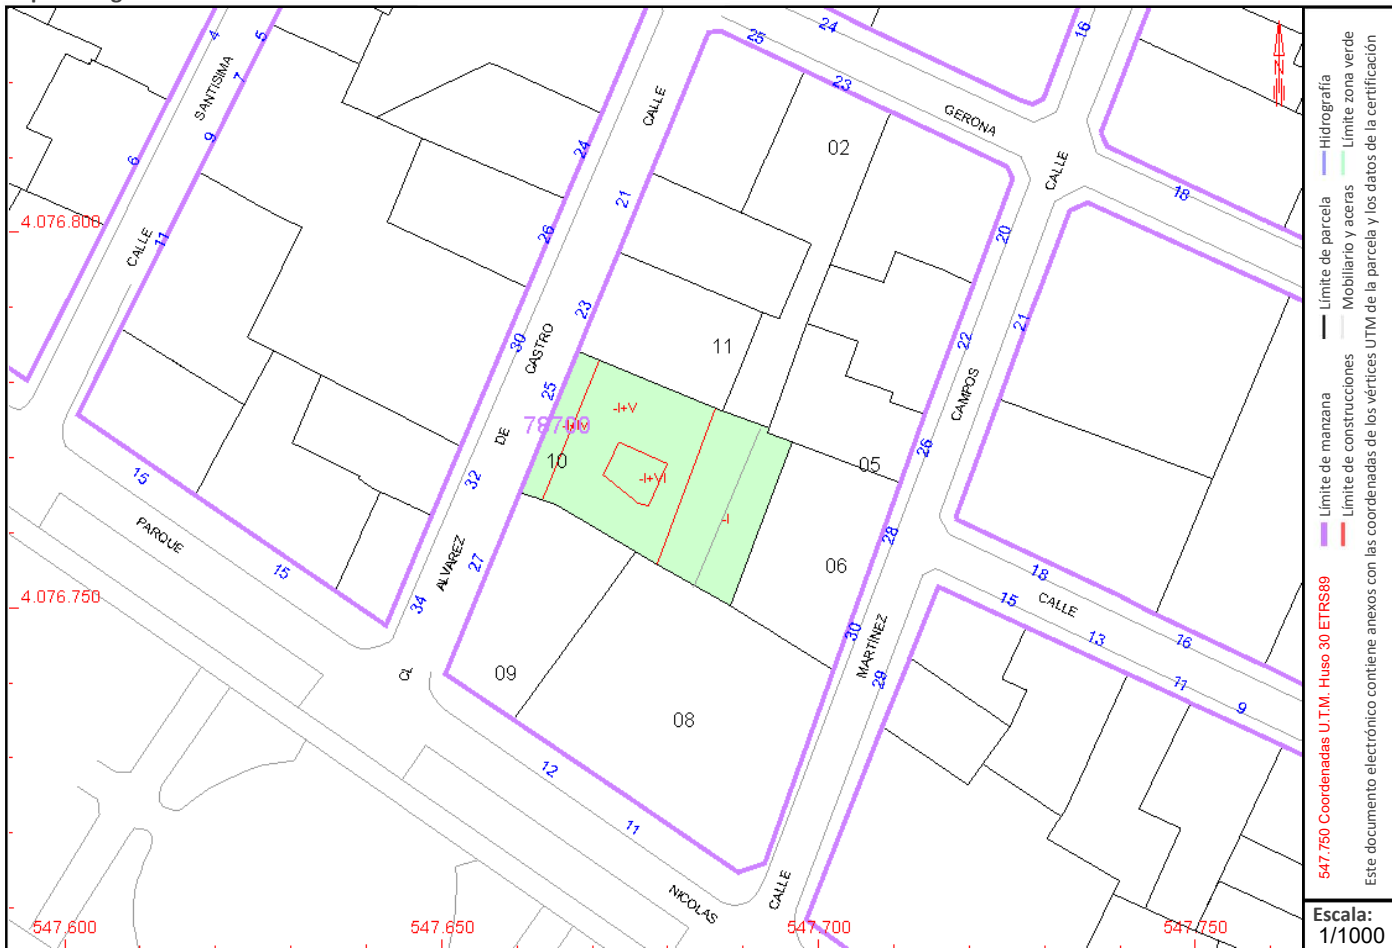 4
5
SANTISIMA
7
9
6
11
CALLE
4.076.800
24
26
30
CALLE
21
23
CASTRO
25
DE
32
ALVAREZ
27
34
CL
25
24
23
GERONA
16
CALLE
18
20
02
11
22
21
CAMPOS
26
05
28
06
30
MARTINEZ
29
78709
-I+V
-I+IV
-I+VI
-I
10
09
08
15
PARQUE
15
4.076.750
12
11
NICOLAS
CALLE
18
CALLE
15
13
16
11
9
547.600
547.650
547.700
547.750
N
Límite de manzana
Límite de parcela
Hidrografía
Límite de construcciones
Mobiliario y aceras
Límite zona verde
547.750 Coordenadas U.T.M. Huso 30 ETRS89
Este documento electrónico contiene anexos con las coordenadas de los vértices UTM de la parcela y los datos de la certificación
Escala:
1/1000